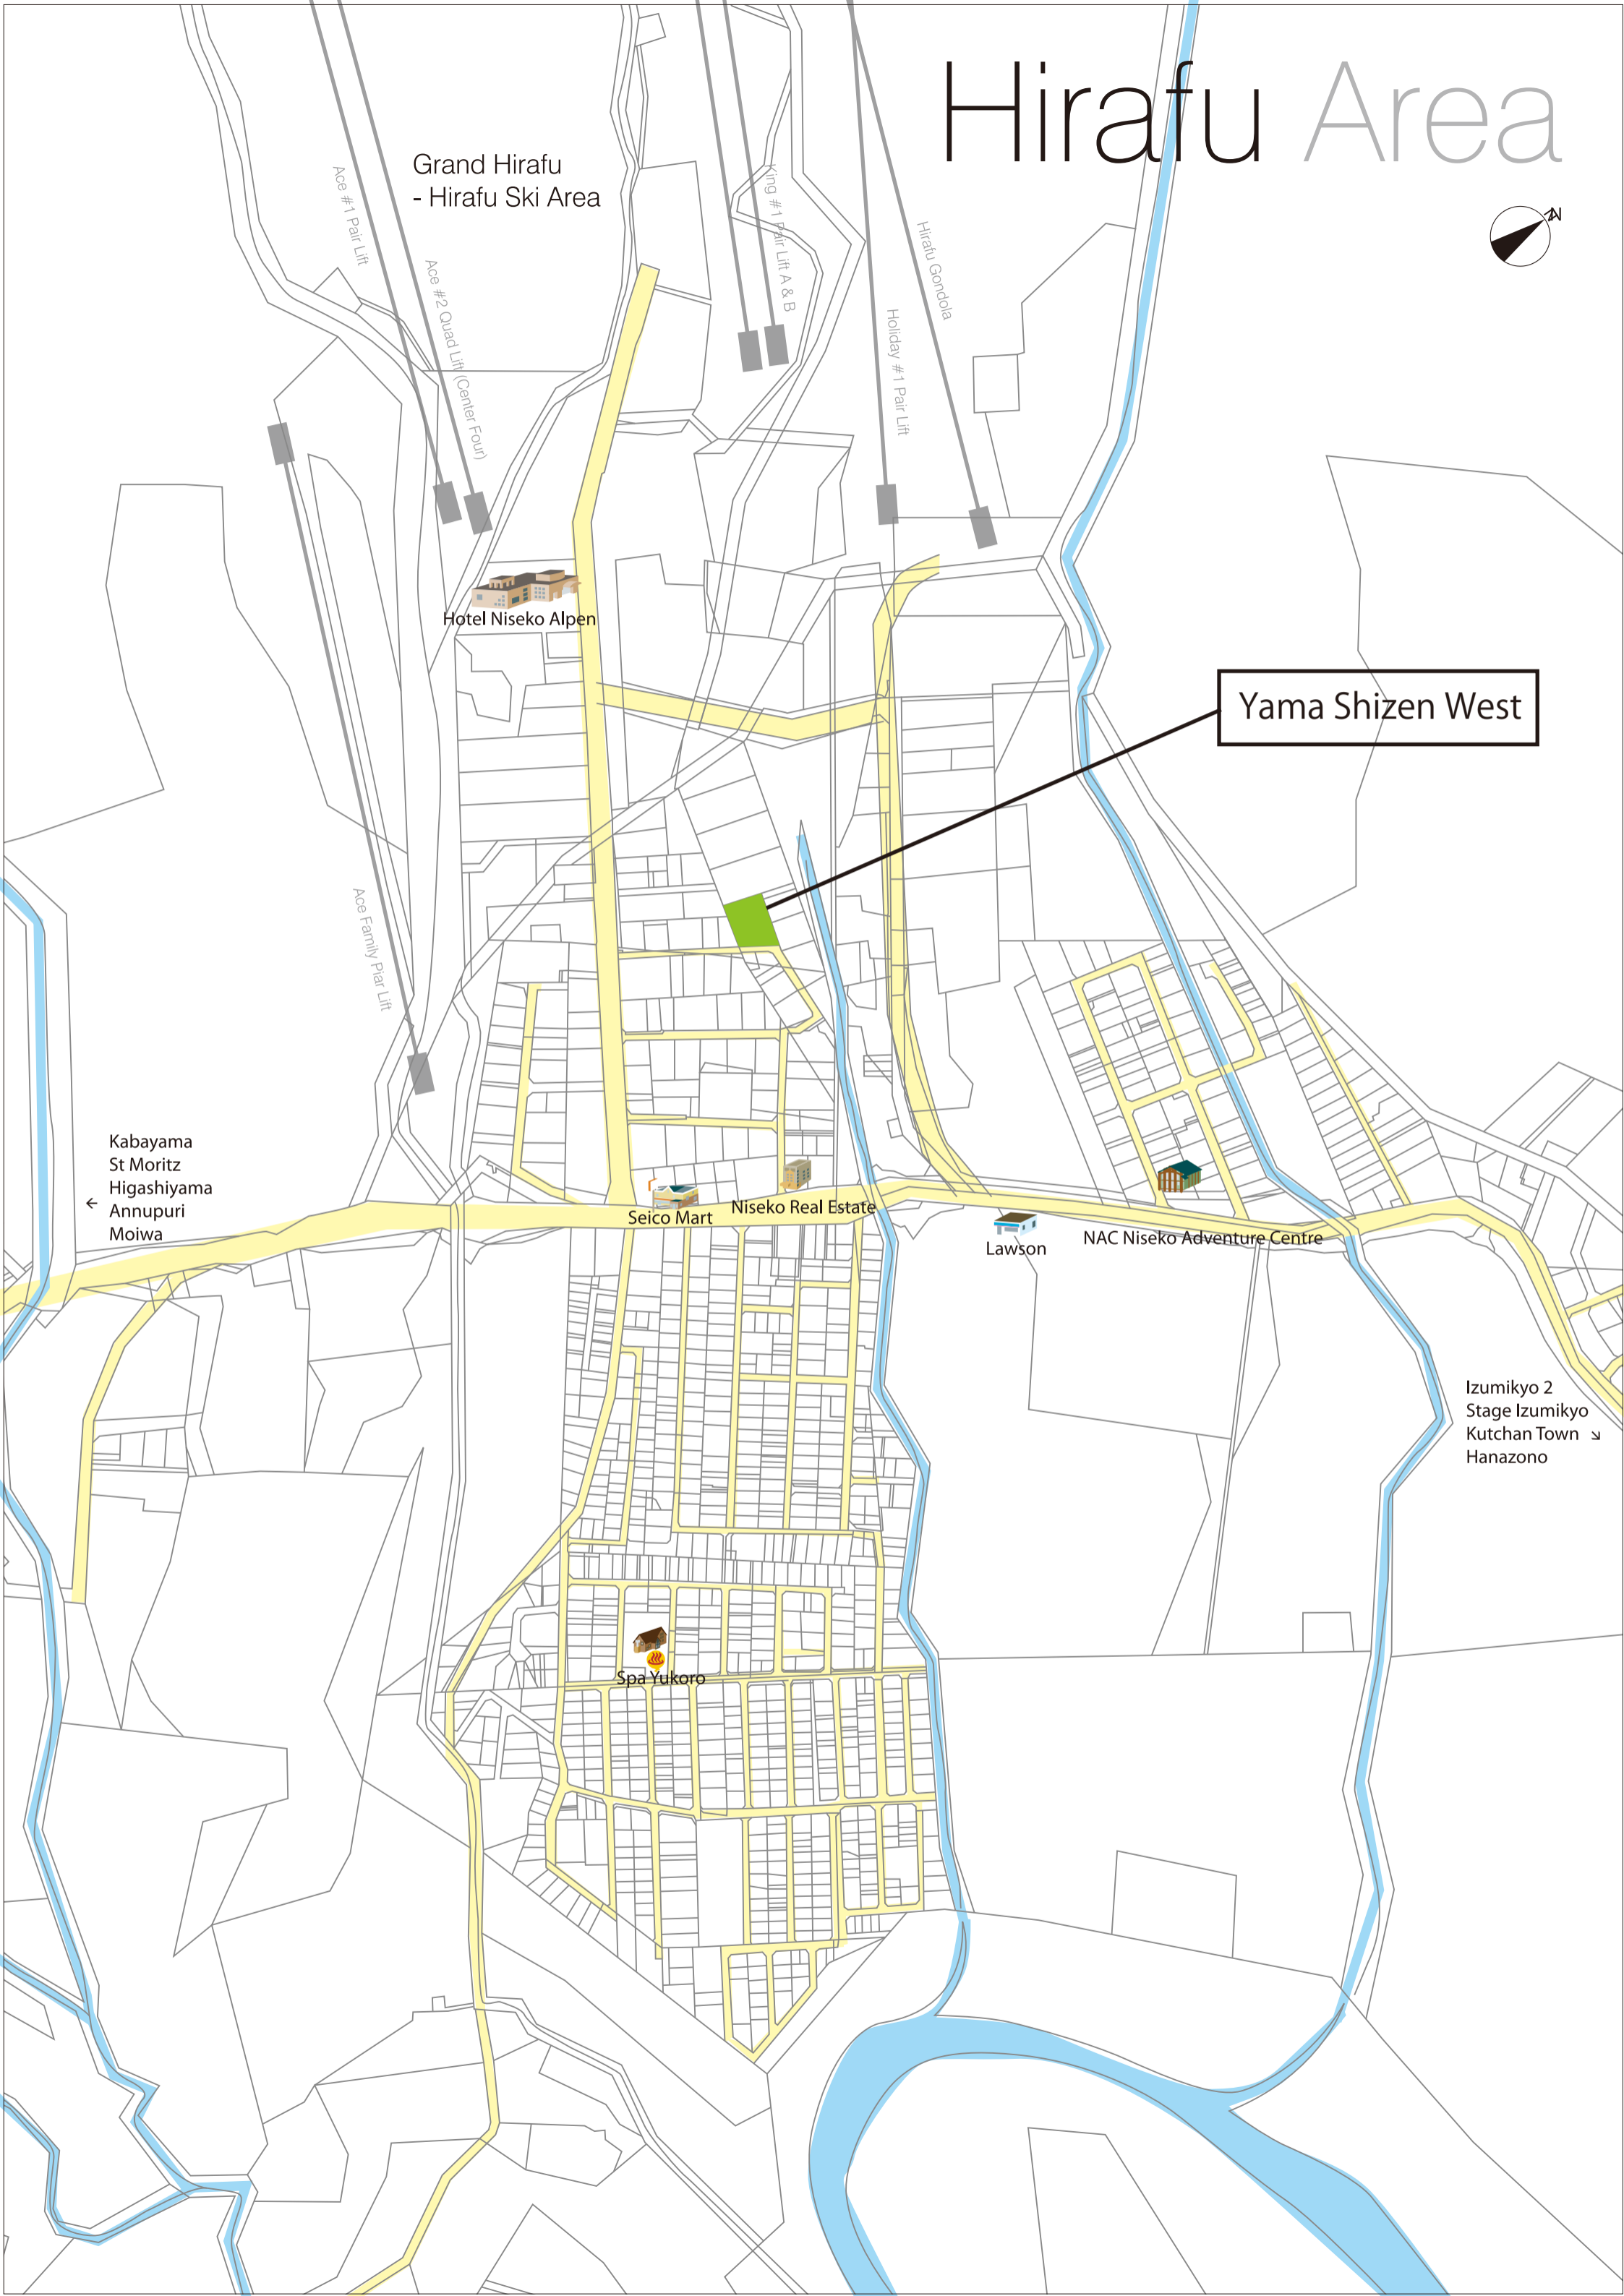 Hirafu Area
N
Grand Hirafu
- Hirafu Ski Area
Ace #1 Pair Lift
Ace #2 Quad Lift (Center Four)
King #1 Pair Lift A & B
Holiday #1 Pair Lift
Hirafu Gondola
Hotel Niseko Alpen
Yama Shizen West
Ace Family Piar Lift
Kabayama
St Moritz
Higashiyama
← Annupuri
Moiwa
Seico Mart
Niseko Real Estate
Lawson
NAC Niseko Adventure Centre
Izumikyo 2
Stage Izumikyo
Kutchan Town ↘
Hanazono
Spa Yukoro